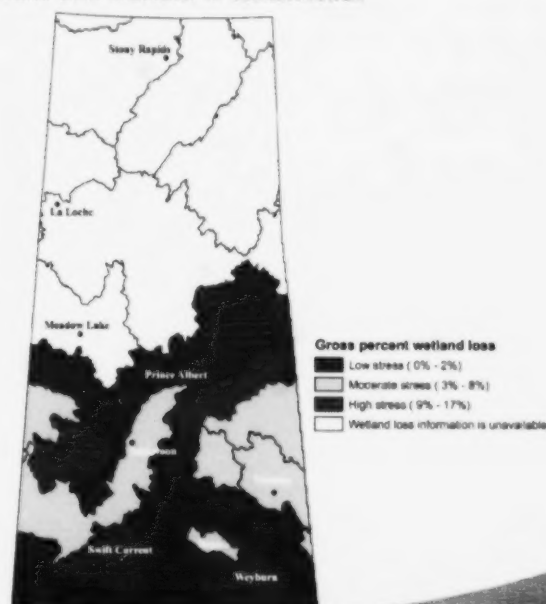 Stony Rapids
La Loche
Meadow Lake
Prince Albert
Swift Current
Weyburn
Gross percent wetland loss
Low stress ( 0% - 2%)
Moderate stress ( 3% - 8%)
High stress ( 9% - 17%)
Wetland loss information is unavailable